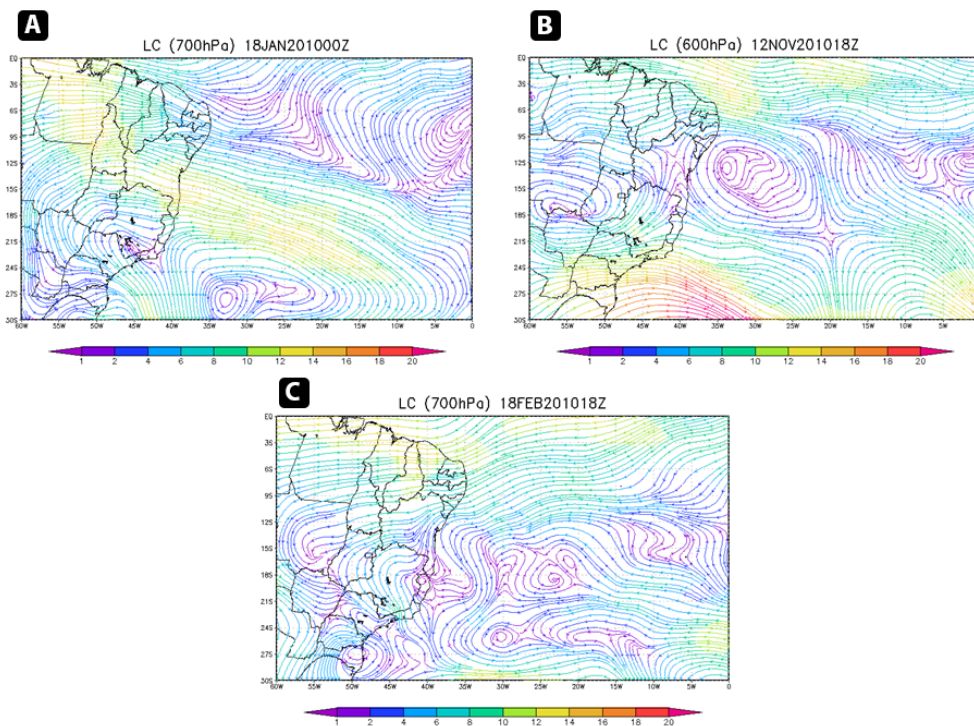 A
LC (700hPa) 18JAN201000Z
EQ
3S
6S
9S
12S
15S
18S
21S
24S
27S
30S
60W 55W 50W 45W 40W 35W 30W 25W 20W 15W 10W 5W 0
1 2 4 6 8 10 12 14 16 18 20
B
LC (600hPa) 12NOV201018Z
EQ
3S
6S
9S
12S
15S
18S
21S
24S
27S
30S
60W 55W 50W 45W 40W 35W 30W 25W 20W 15W 10W 5W
1 2 4 6 8 10 12 14 16 18 20
C
LC (700hPa) 18FEB201018Z
EQ
3S
6S
9S
12S
15S
18S
21S
24S
27S
30S
60W 55W 50W 45W 40W 35W 30W 25W 20W 15W 10W 5W 0
1 2 4 6 8 10 12 14 16 18 20